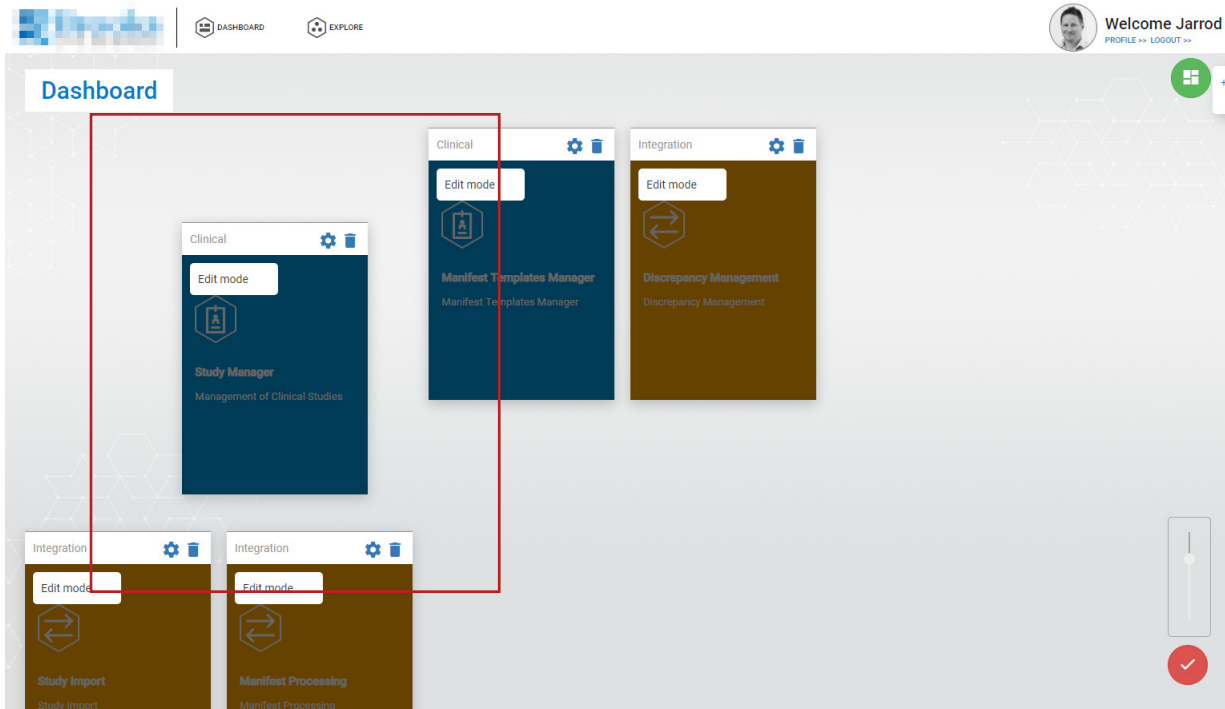 DASHBOARD
EXPLORE
Welcome Jarrod
PROFILE >> LOGOUT >>
Dashboard
+
Clinical
Edit mode
Manifest Templates Manager
Manifest Templates Manager
Integration
Edit mode
Discrepancy Management
Discrepancy Management
Clinical
Edit mode
Study Manager
Management of Clinical Studies
Integration
Edit mode
Study Import
Study Import
Integration
Edit mode
Manifest Processing
Manifest Processing